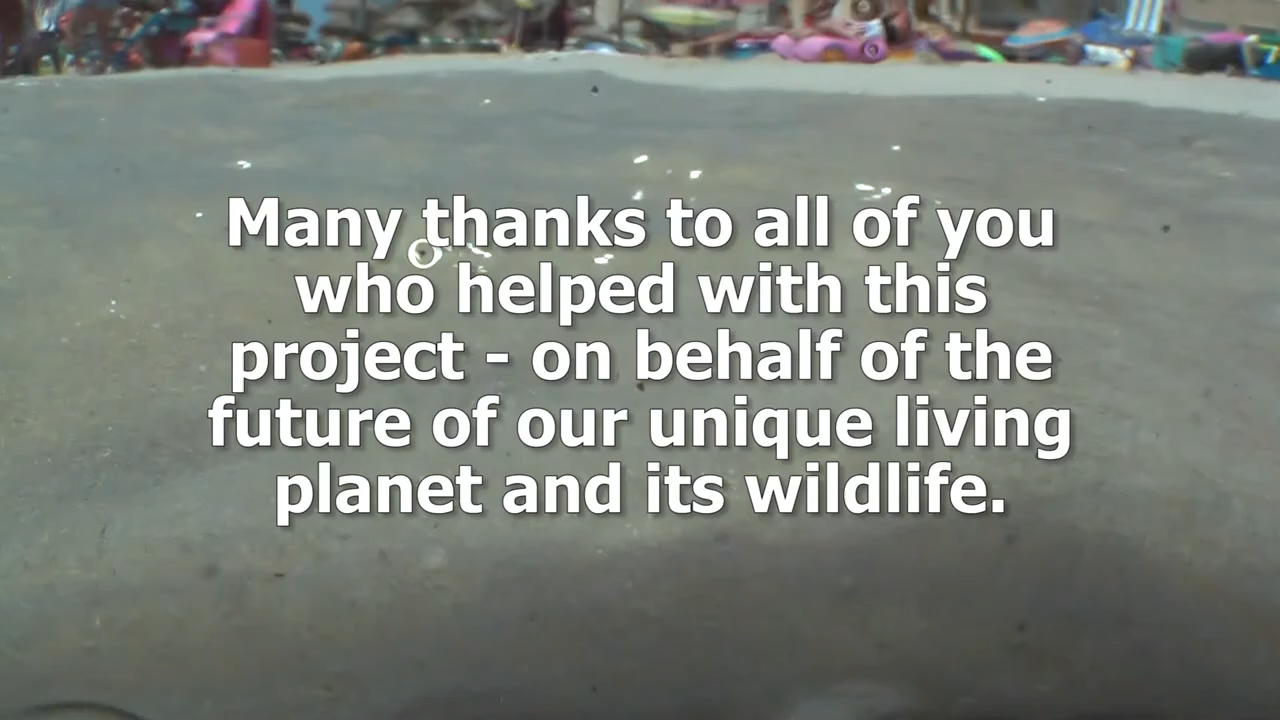 Many thanks to all of you
who helped with this
project - on behalf of the
future of our unique living
planet and its wildlife.